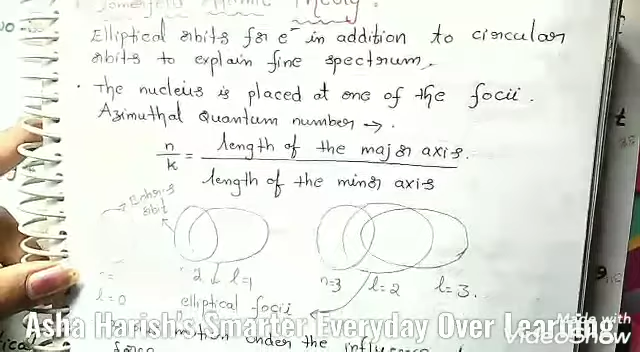 Sommerfeld Atomic Theory.
Elliptical orbits for e⁻ in addition to circular
orbits to explain fine spectrum.
· The nucleus is placed at one of the focii.
Azimuthal Quantum number →.
n/k = length of the major axis.
length of the minor axis
orbit
n=
2 l=1
n=3 l=2 l=3.
l=0
elliptical focii
motion under the
force
Asha Harish's Smarter Everyday Over Learning
Made with
VideoShow